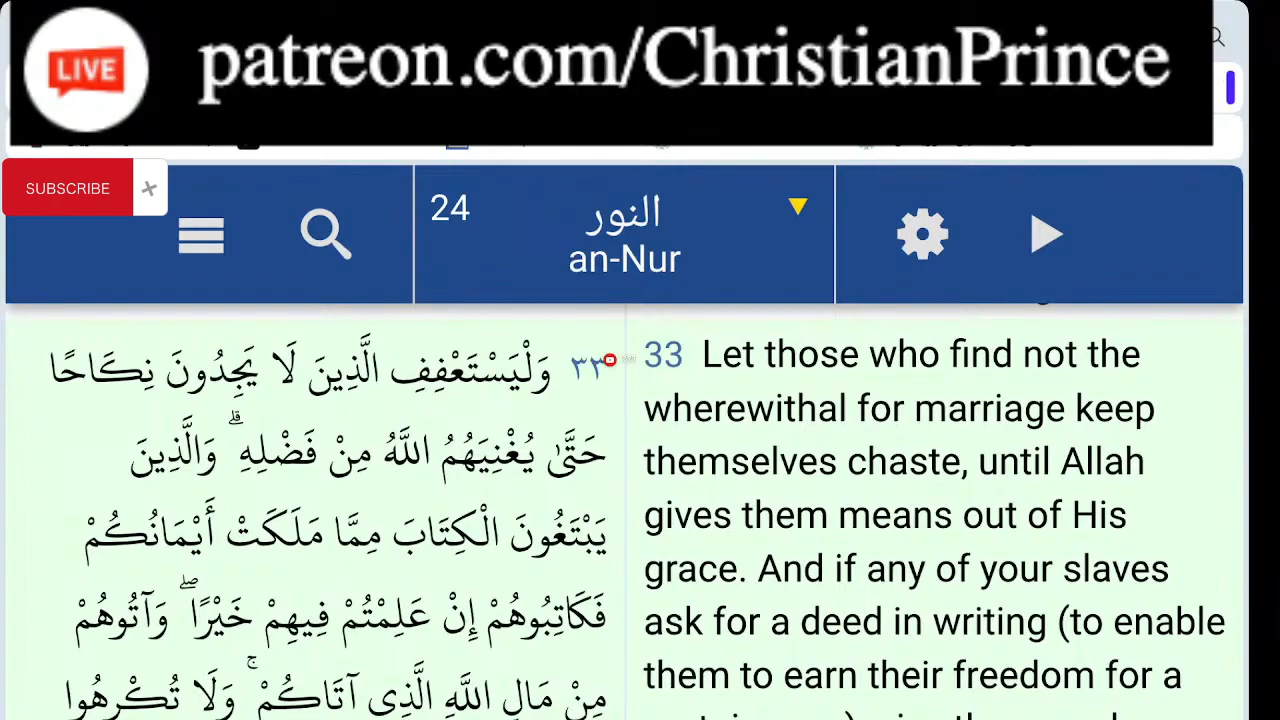 LIVE
patreon.com/ChristianPrince
SUBSCRIBE
24
النور
an-Nur
٣٣ وَلْيَسْتَعْفِفِ الَّذِينَ لَا يَجِدُونَ نِكَاحًا
حَتَّىٰ يُغْنِيَهُمُ اللَّهُ مِنْ فَضْلِهِ ۗ وَالَّذِينَ
يَبْتَغُونَ الْكِتَابَ مِمَّا مَلَكَتْ أَيْمَانُكُمْ
فَكَاتِبُوهُمْ إِنْ عَلِمْتُمْ فِيهِمْ خَيْرًا ۖ وَآتُوهُمْ
مِنْ مَالِ اللَّهِ الَّذِي آتَاكُمْ ۚ وَلَا تُكْرِهُوا
33 Let those who find not the
wherewithal for marriage keep
themselves chaste, until Allah
gives them means out of His
grace. And if any of your slaves
ask for a deed in writing (to enable
them to earn their freedom for a